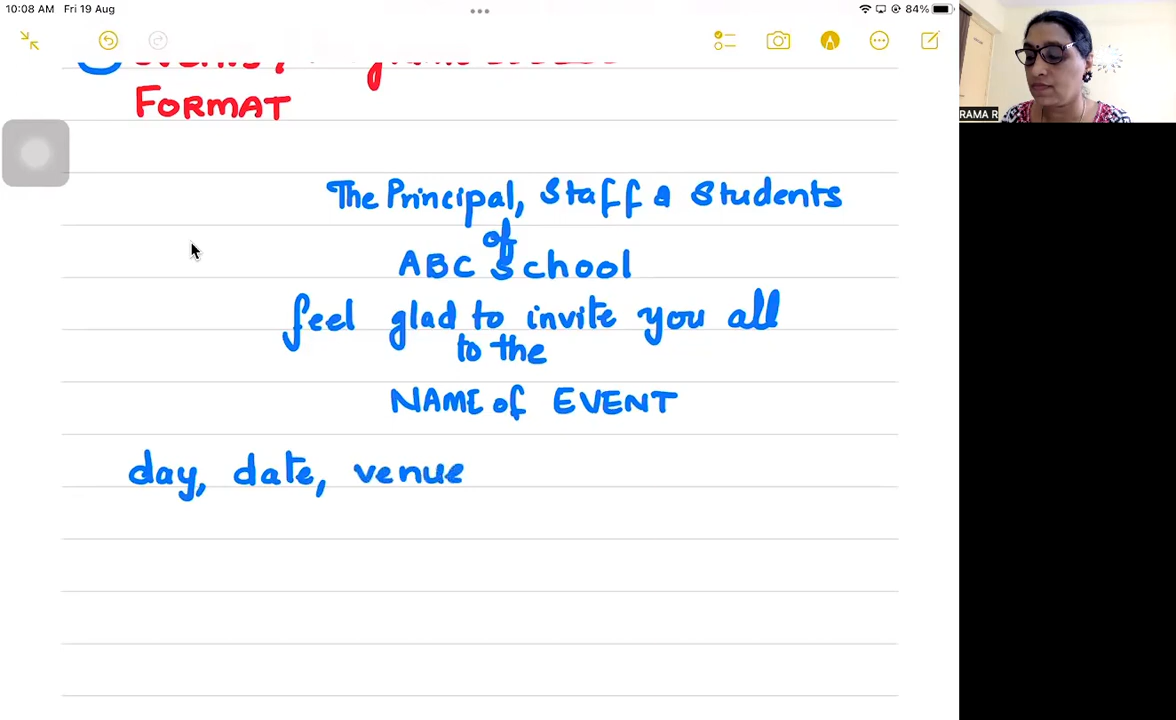 10:08 AM Fri 19 Aug
84%
FORMAT
The Principal, Staff & Students
of
ABC School
feel glad to invite you all
to the
NAME of EVENT
day, date, venue
RAMA R